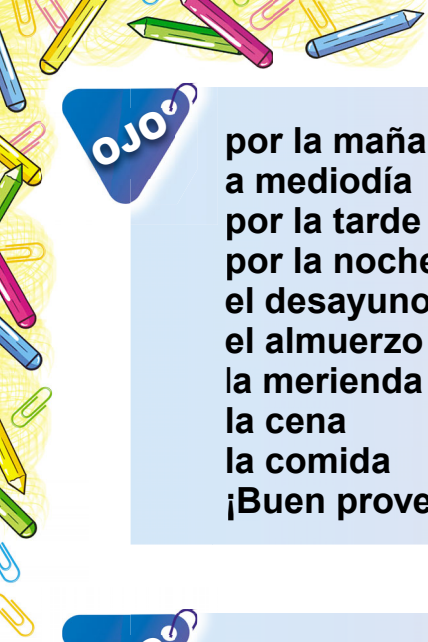 OJO
por la maña
a mediodía
por la tarde
por la noche
el desayuno
el almuerzo
la merienda
la cena
la comida
¡Buen prove